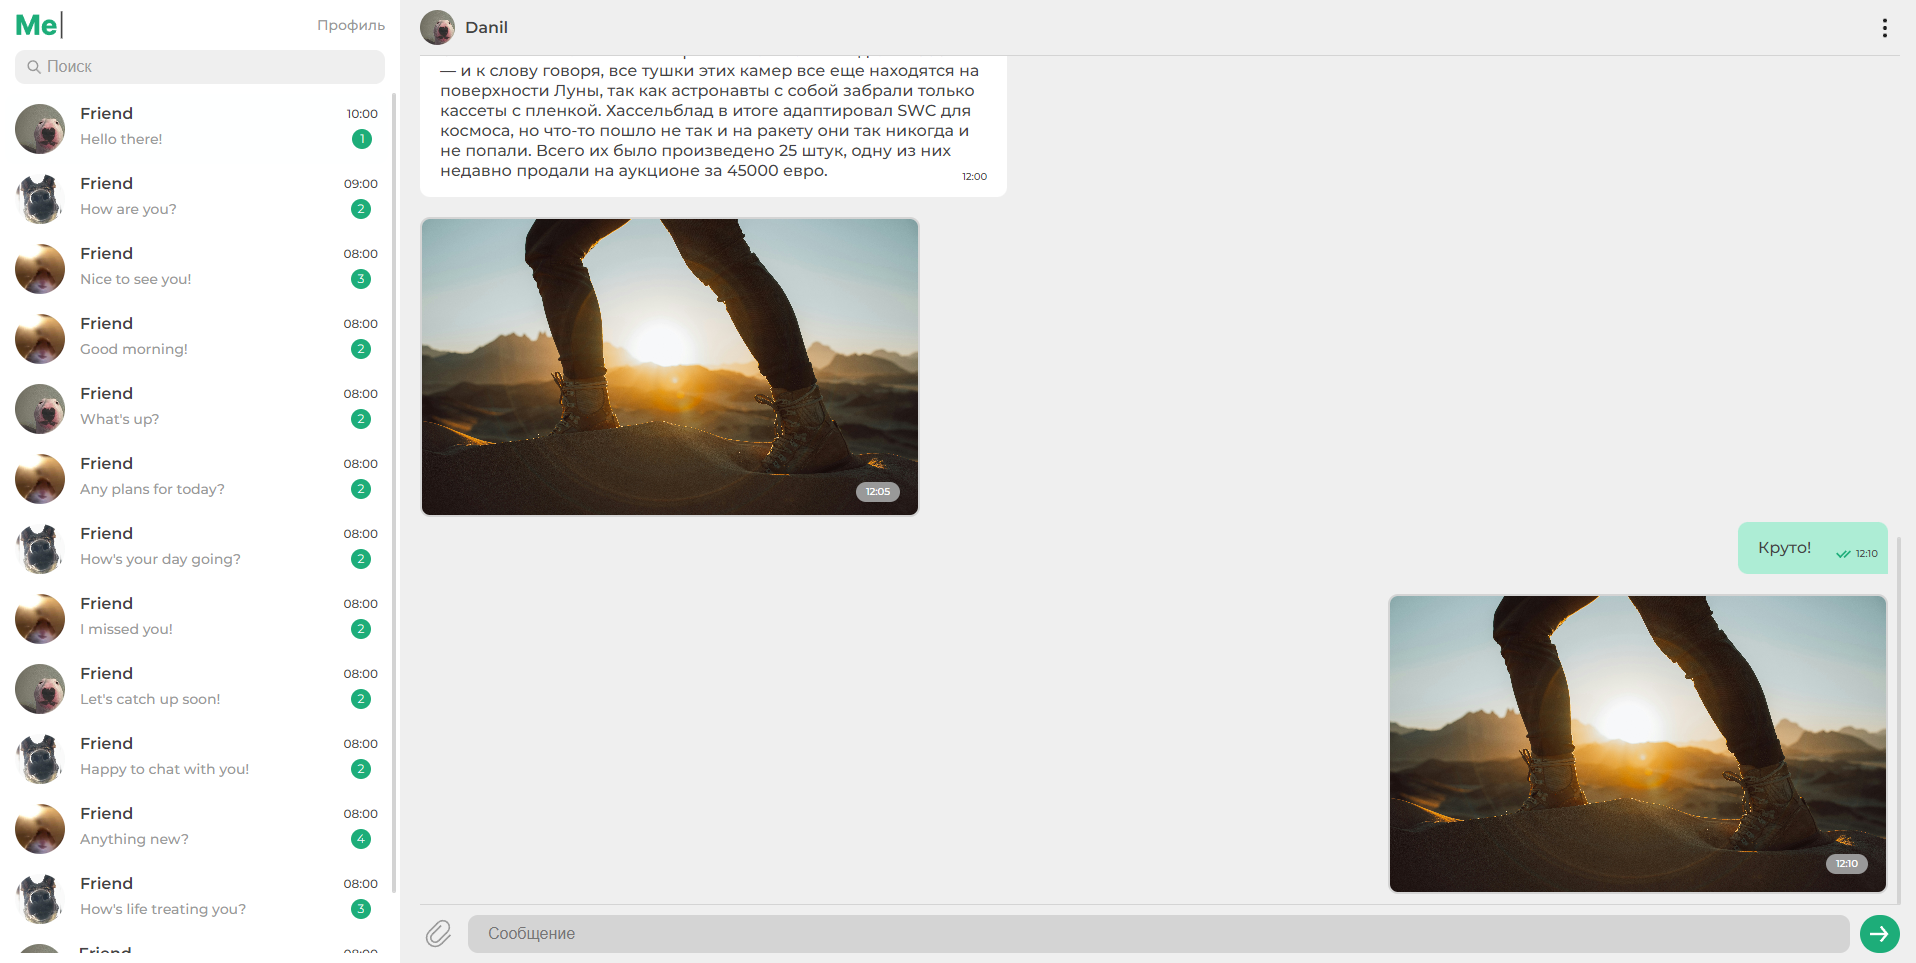 Me
Профиль
Поиск
Friend
10:00
Hello there!
1
Friend
09:00
How are you?
2
Friend
08:00
Nice to see you!
3
Friend
08:00
Good morning!
2
Friend
08:00
What's up?
2
Friend
08:00
Any plans for today?
2
Friend
08:00
How's your day going?
2
Friend
08:00
I missed you!
2
Friend
08:00
Let's catch up soon!
2
Friend
08:00
Happy to chat with you!
2
Friend
08:00
Anything new?
4
Friend
08:00
How's life treating you?
3
Friend
08:00
Danil
— и к слову говоря, все тушки этих камер все еще находятся на
поверхности Луны, так как астронавты с собой забрали только
кассеты с пленкой. Хассельблад в итоге адаптировал SWC для
космоса, но что-то пошло не так и на ракету они так никогда и
не попали. Всего их было произведено 25 штук, одну из них
недавно продали на аукционе за 45000 евро.
12:00
12:05
Круто!
12:10
12:10
Сообщение